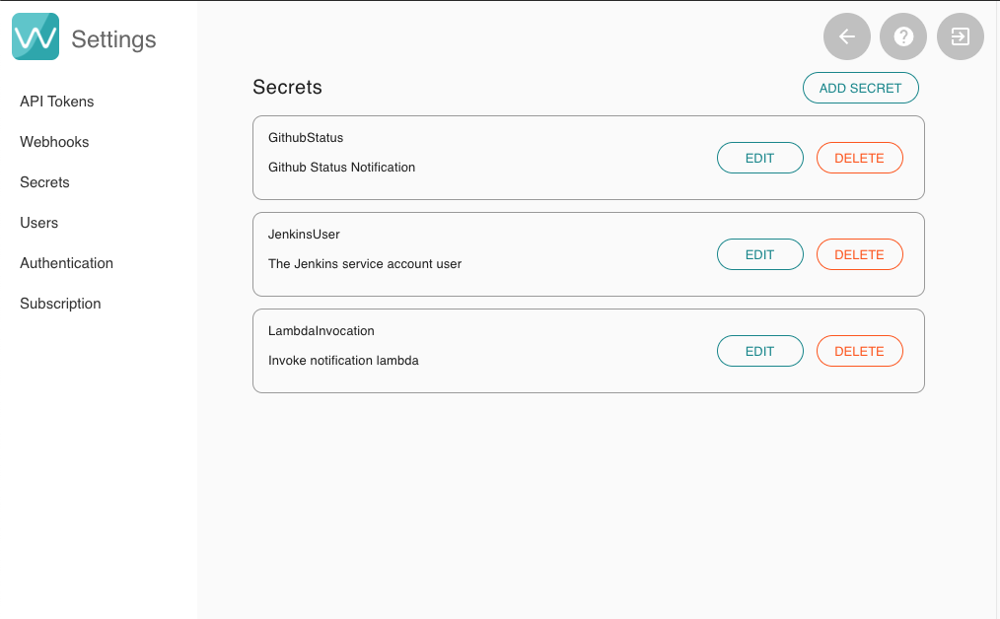 Settings
API Tokens
Webhooks
Secrets
Users
Authentication
Subscription
Secrets
ADD SECRET
GithubStatus
Github Status Notification
EDIT
DELETE
JenkinsUser
The Jenkins service account user
EDIT
DELETE
LambdaInvocation
Invoke notification lambda
EDIT
DELETE